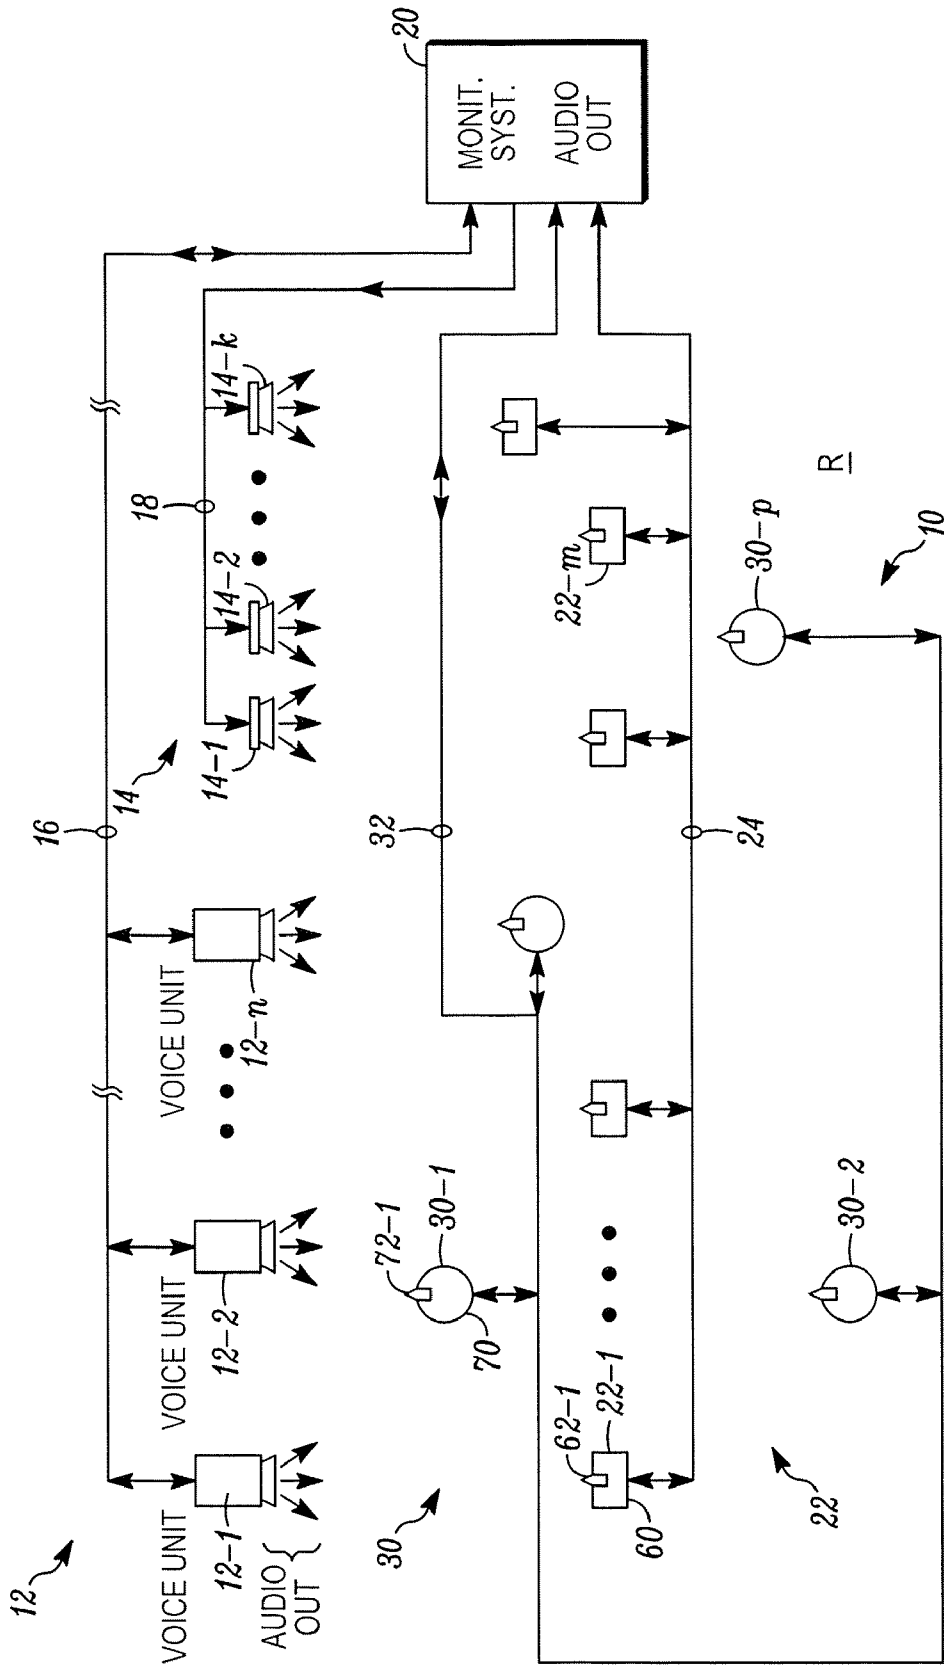 20
MONIT.
SYST.
AUDIO
OUT
16
18
14
14-1
14-2
14-k
12
VOICE UNIT
12-1
AUDIO
OUT
VOICE UNIT
12-2
VOICE UNIT
12-n
32
30
72-1
30-1
70
24
62-1
22-1
60
22-m
22
30-2
30-p
R
10